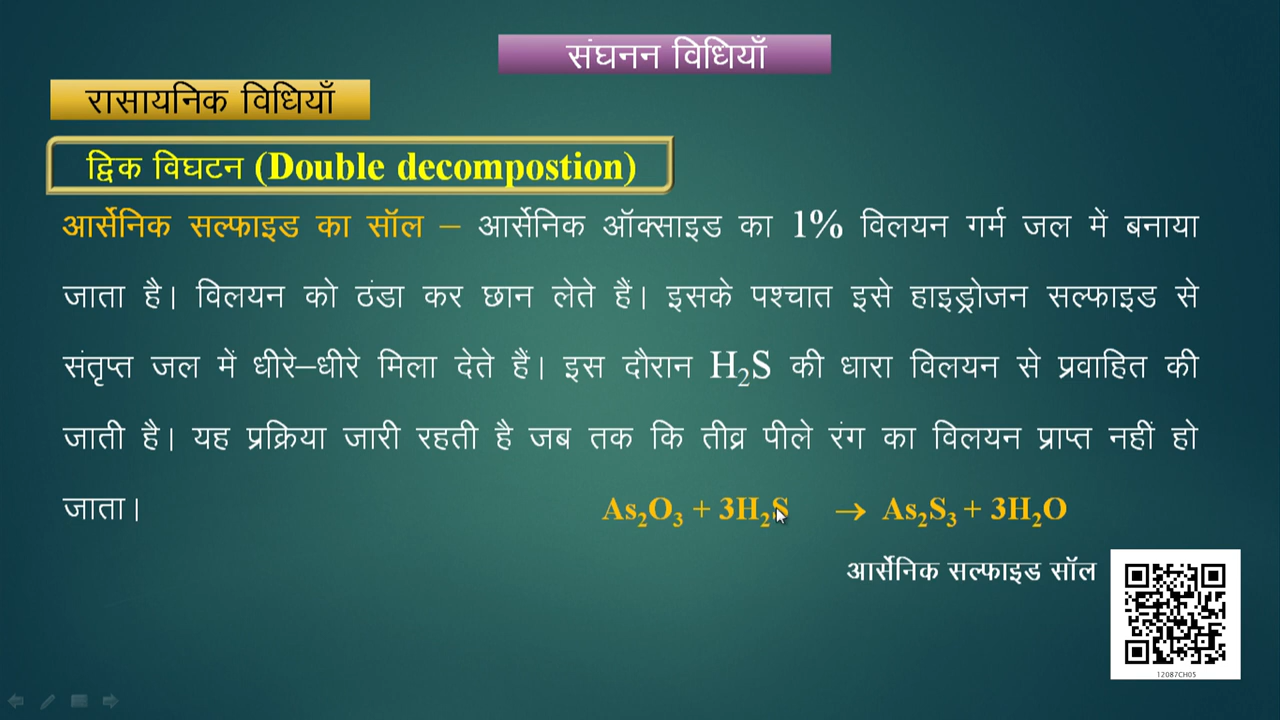 संघनन विधियाँ
रासायनिक विधियाँ
द्विक विघटन (Double decompostion)
आर्सेनिक सल्फाइड का सॉल – आर्सेनिक ऑक्साइड का 1% विलयन गर्म जल में बनाया
जाता है। विलयन को ठंडा कर छान लेते हैं। इसके पश्चात इसे हाइड्रोजन सल्फाइड से
संतृप्त जल में धीरे–धीरे मिला देते हैं। इस दौरान H₂S की धारा विलयन से प्रवाहित की
जाती है। यह प्रक्रिया जारी रहती है जब तक कि तीव्र पीले रंग का विलयन प्राप्त नहीं हो
जाता। As₂O₃ + 3H₂S → As₂S₃ + 3H₂O
आर्सेनिक सल्फाइड सॉल
12087CH05